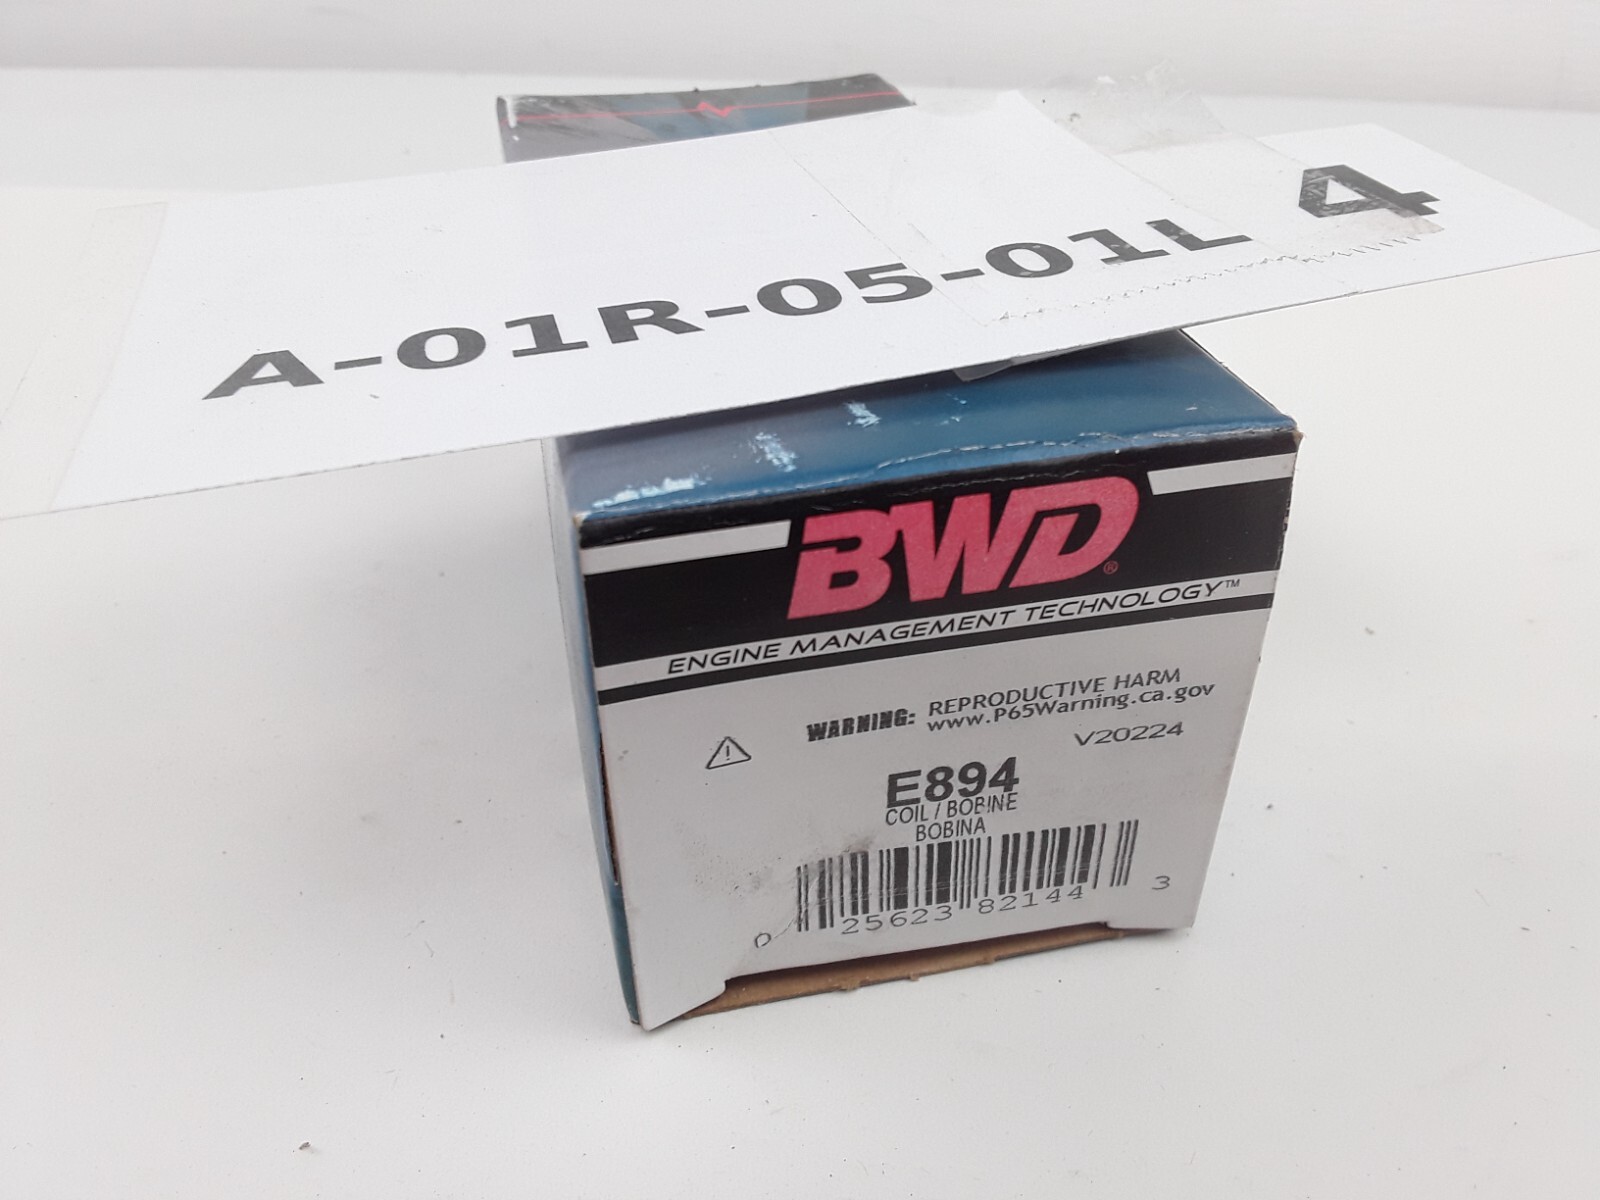 A-01R-05-01L 4
BWD®
ENGINE MANAGEMENT TECHNOLOGY™
WARNING: REPRODUCTIVE HARM
www.P65Warning.ca.gov
V20224
E894
COIL / BOBINE
BOBINA
0 25623 82144 3